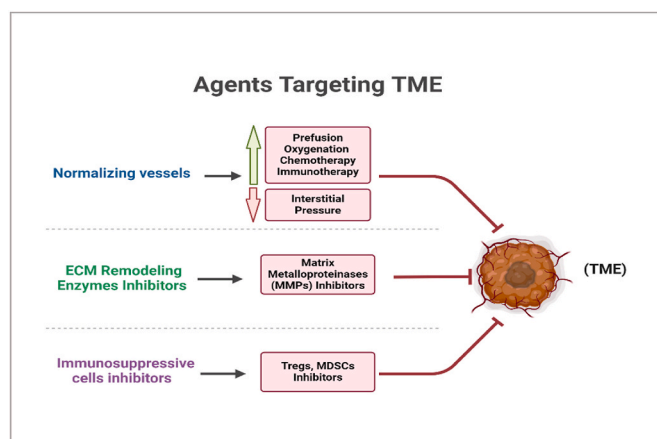 Agents Targeting TME
Normalizing vessels
Prefusion
Oxygenation
Chemotherapy
Immunotherapy
Interstitial
Pressure
ECM Remodeling
Enzymes Inhibitors
Matrix
Metalloproteinases
(MMPs) Inhibitors
(TME)
Immunosuppressive
cells inhibitors
Tregs, MDSCs
Inhibitors